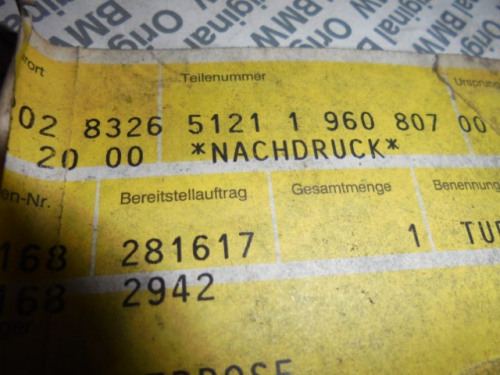 Original BMW Original BMW
Teilenummer
02 8326 5121 1 960 807 00
20 00 *NACHDRUCK*
Bereitstellauftrag Gesamtmenge Benennung
168 281617 1
168 2942